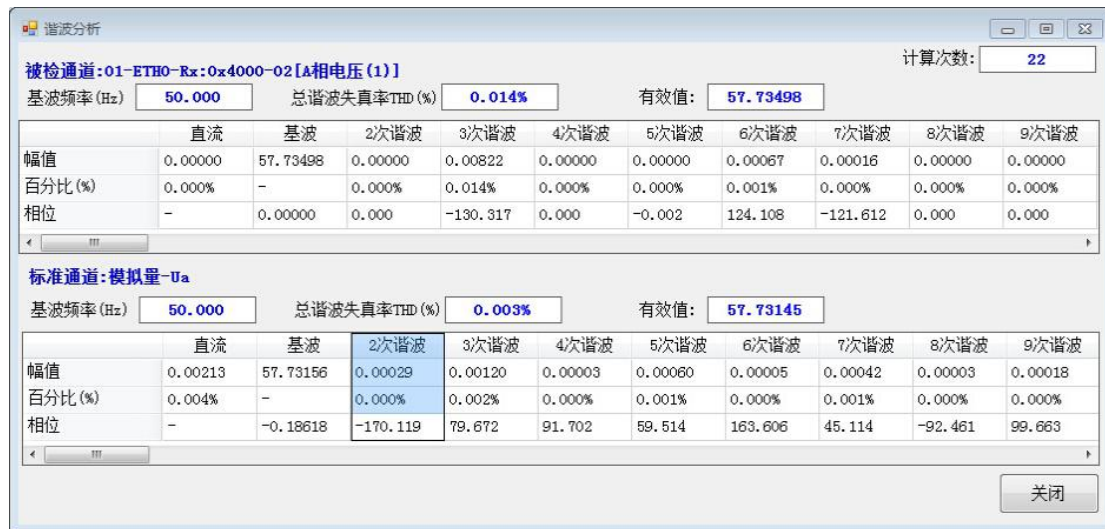 谐波分析
计算次数: 22
被检通道:01-ETH0-Rx:0x4000-02[A相电压(1)]
基波频率(Hz) 50.000 总谐波失真率THD(%) 0.014% 有效值: 57.73498
直流 基波 2次谐波 3次谐波 4次谐波 5次谐波 6次谐波 7次谐波 8次谐波 9次谐波
幅值 0.00000 57.73498 0.00000 0.00822 0.00000 0.00000 0.00067 0.00016 0.00000 0.00000
百分比(%) 0.000% - 0.000% 0.014% 0.000% 0.000% 0.001% 0.000% 0.000% 0.000%
相位 - 0.00000 0.000 -130.317 0.000 -0.002 124.108 -121.612 0.000 0.000
标准通道:模拟量-Ua
基波频率(Hz) 50.000 总谐波失真率THD(%) 0.003% 有效值: 57.73145
直流 基波 2次谐波 3次谐波 4次谐波 5次谐波 6次谐波 7次谐波 8次谐波 9次谐波
幅值 0.00213 57.73156 0.00029 0.00120 0.00003 0.00060 0.00005 0.00042 0.00003 0.00018
百分比(%) 0.004% - 0.000% 0.002% 0.000% 0.001% 0.000% 0.001% 0.000% 0.000%
相位 - -0.18618 -170.119 79.672 91.702 59.514 163.606 45.114 -92.461 99.663
关闭